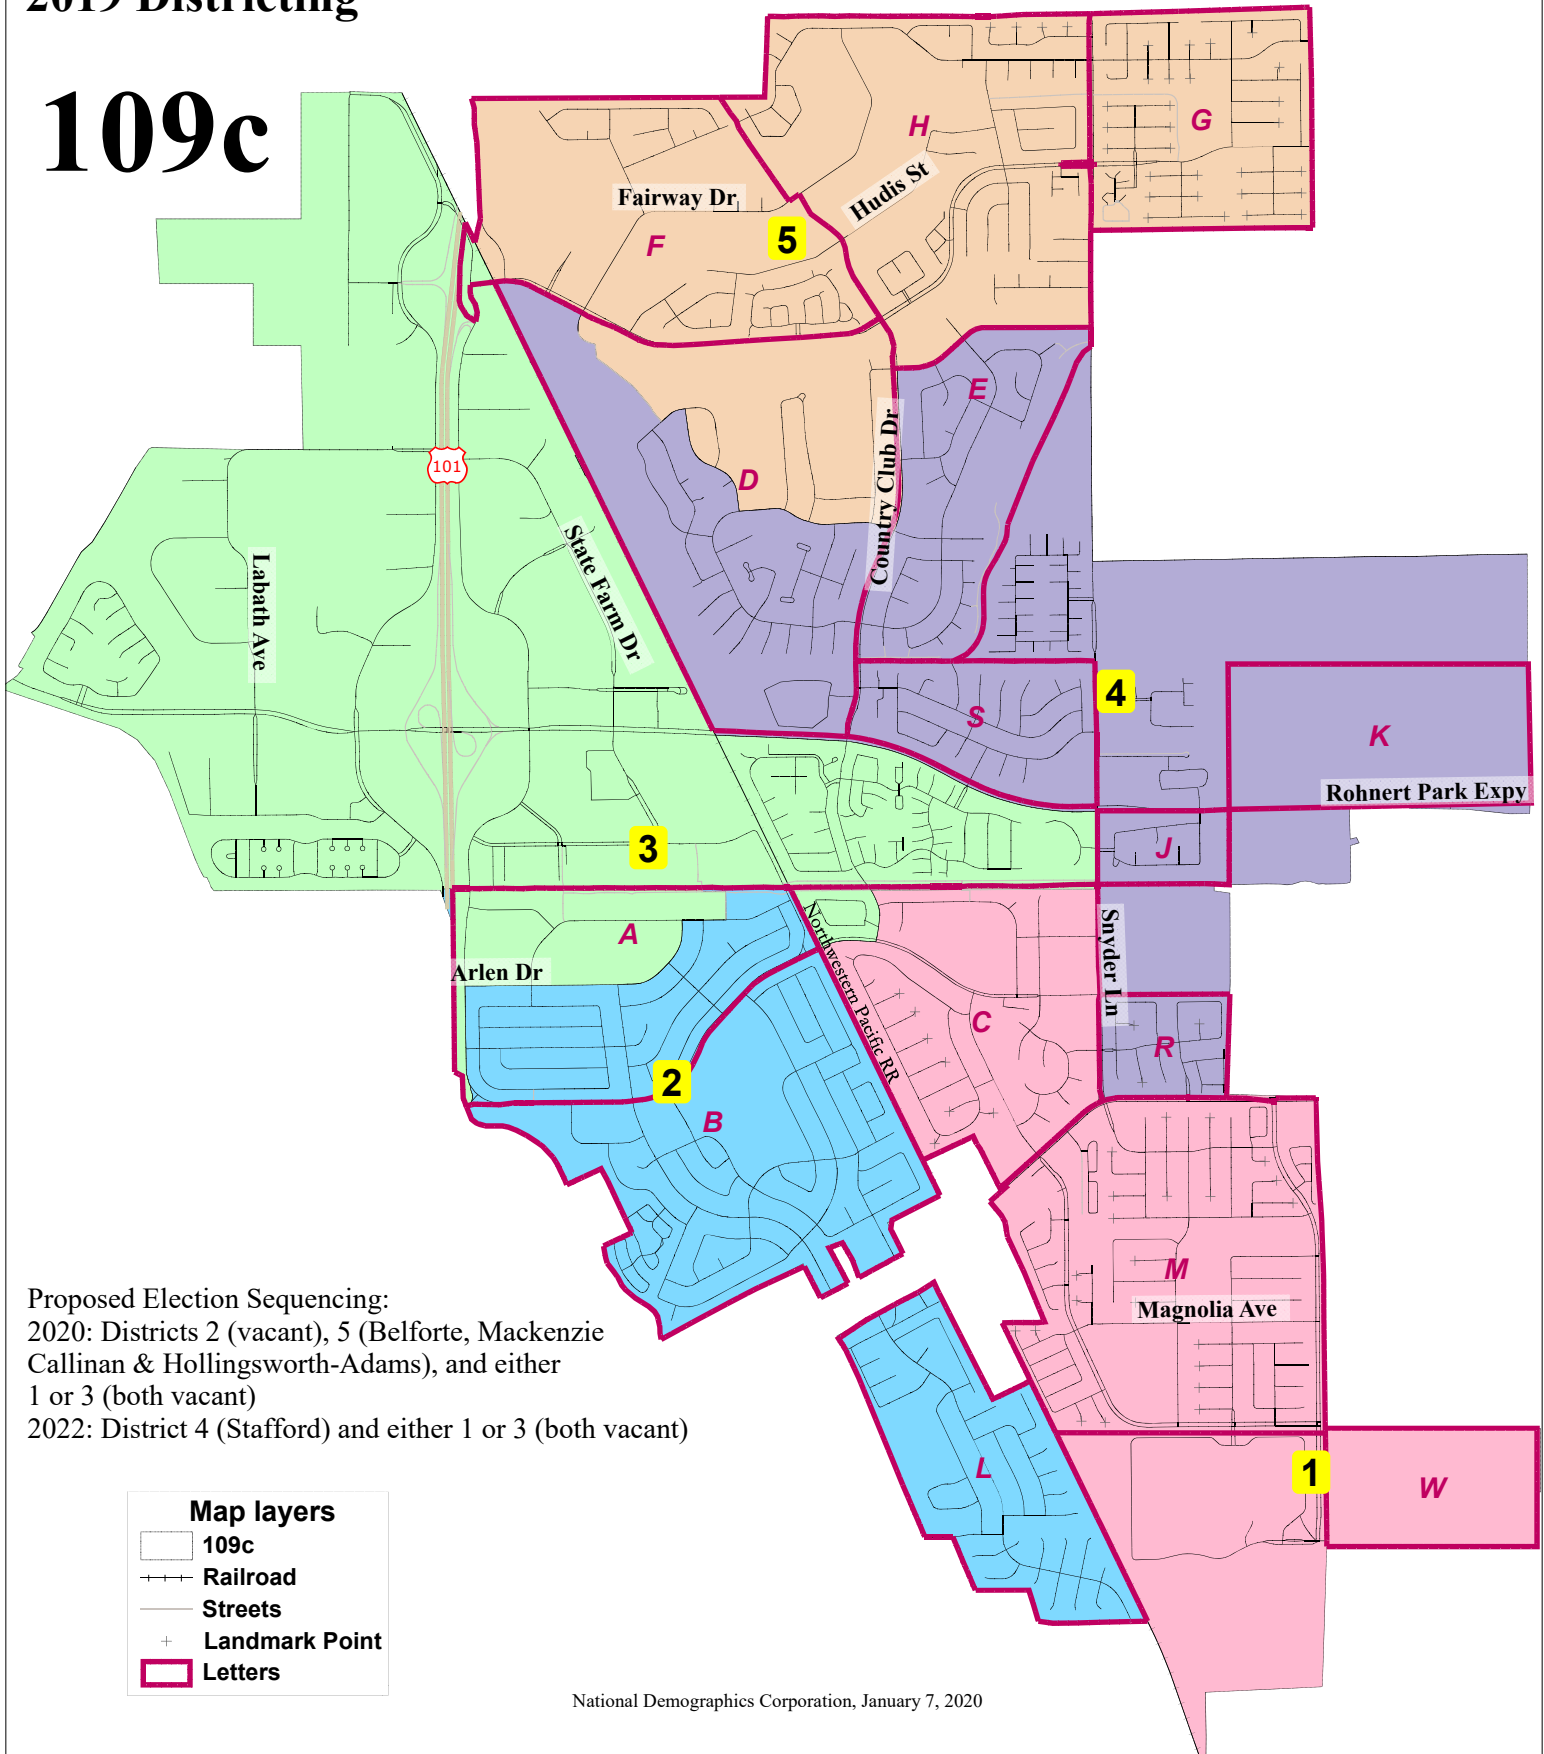 2019 Districting
109c
H
G
Fairway Dr
Hudis St
F
5
E
Country Club Dr
D
101
State Farm Dr
Labath Ave
4
S
K
Rohnert Park Expy
3
J
A
Northwestern Pacific RR
Snyder Ln
Arlen Dr
C
R
2
B
M
Magnolia Ave
Proposed Election Sequencing:
2020: Districts 2 (vacant), 5 (Belforte, Mackenzie
Callinan & Hollingsworth-Adams), and either
1 or 3 (both vacant)
2022: District 4 (Stafford) and either 1 or 3 (both vacant)
L
1
W
Map layers
109c
Railroad
Streets
Landmark Point
Letters
National Demographics Corporation, January 7, 2020